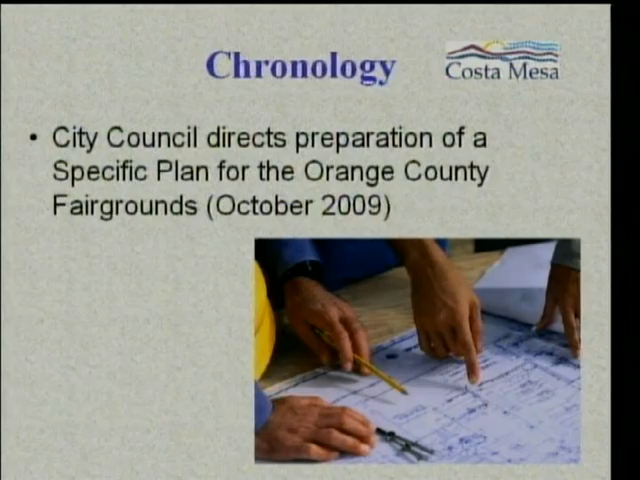 Chronology
Costa Mesa
• City Council directs preparation of a
Specific Plan for the Orange County
Fairgrounds (October 2009)